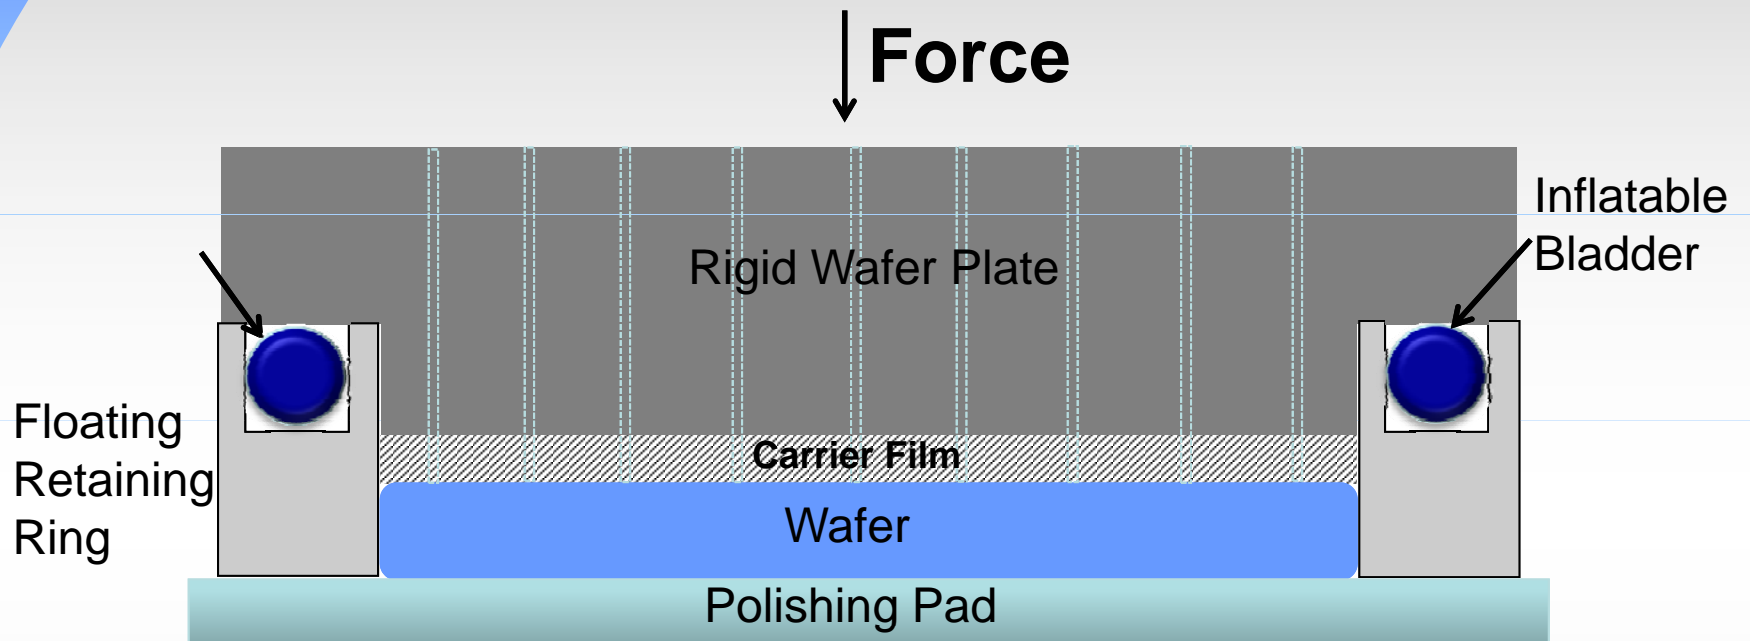 Force
Inflatable
Bladder
Rigid Wafer Plate
Floating
Retaining
Ring
Carrier Film
Wafer
Polishing Pad